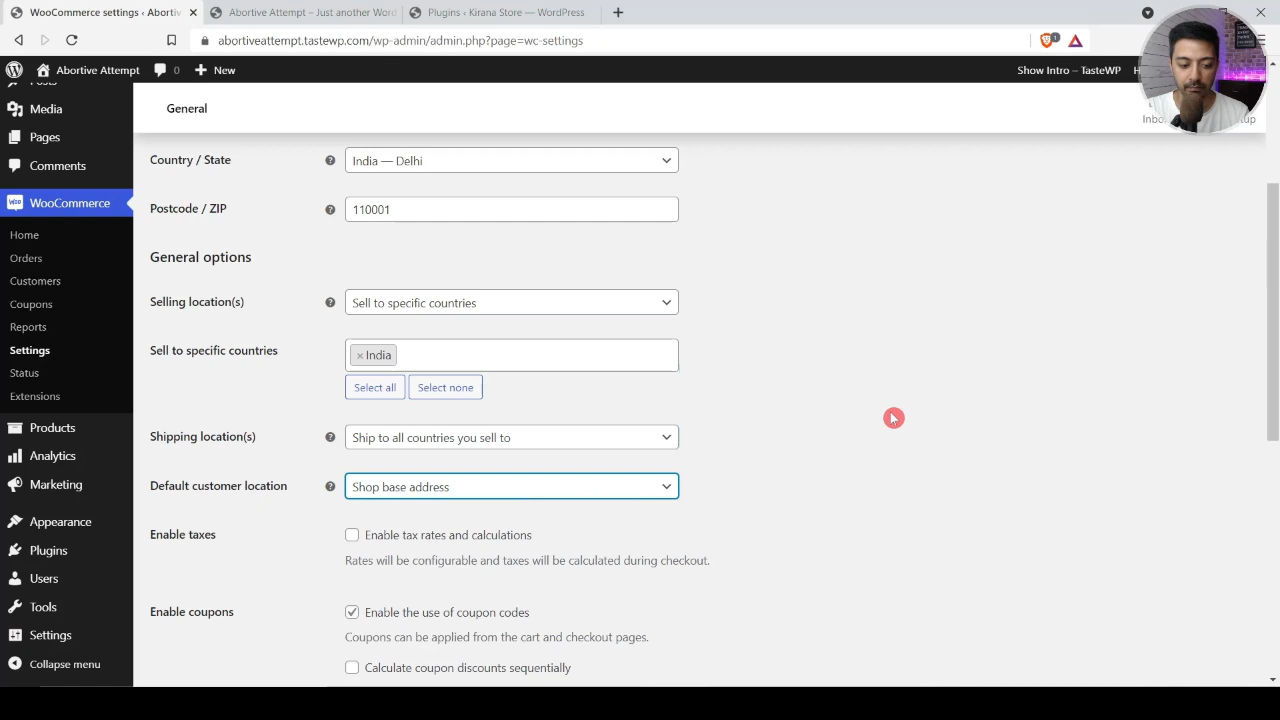 WooCommerce settings ‹ Abortiv
Abortive Attempt – Just another Word
Plugins ‹ Kirana Store — WordPress
abortiveattempt.tastewp.com/wp-admin/admin.php?page=wc-settings
1
Abortive Attempt
0
New
Show Intro – TasteWP
General
Posts
Media
Pages
Comments
WooCommerce
Home
Orders
Customers
Coupons
Reports
Settings
Status
Extensions
Products
Analytics
Marketing
Appearance
Plugins
Users
Tools
Settings
Collapse menu
Country / State
India — Delhi
Postcode / ZIP
110001
General options
Selling location(s)
Sell to specific countries
Sell to specific countries
× India
Select all
Select none
Shipping location(s)
Ship to all countries you sell to
Default customer location
Shop base address
Enable taxes
Enable tax rates and calculations
Rates will be configurable and taxes will be calculated during checkout.
Enable coupons
Enable the use of coupon codes
Coupons can be applied from the cart and checkout pages.
Calculate coupon discounts sequentially